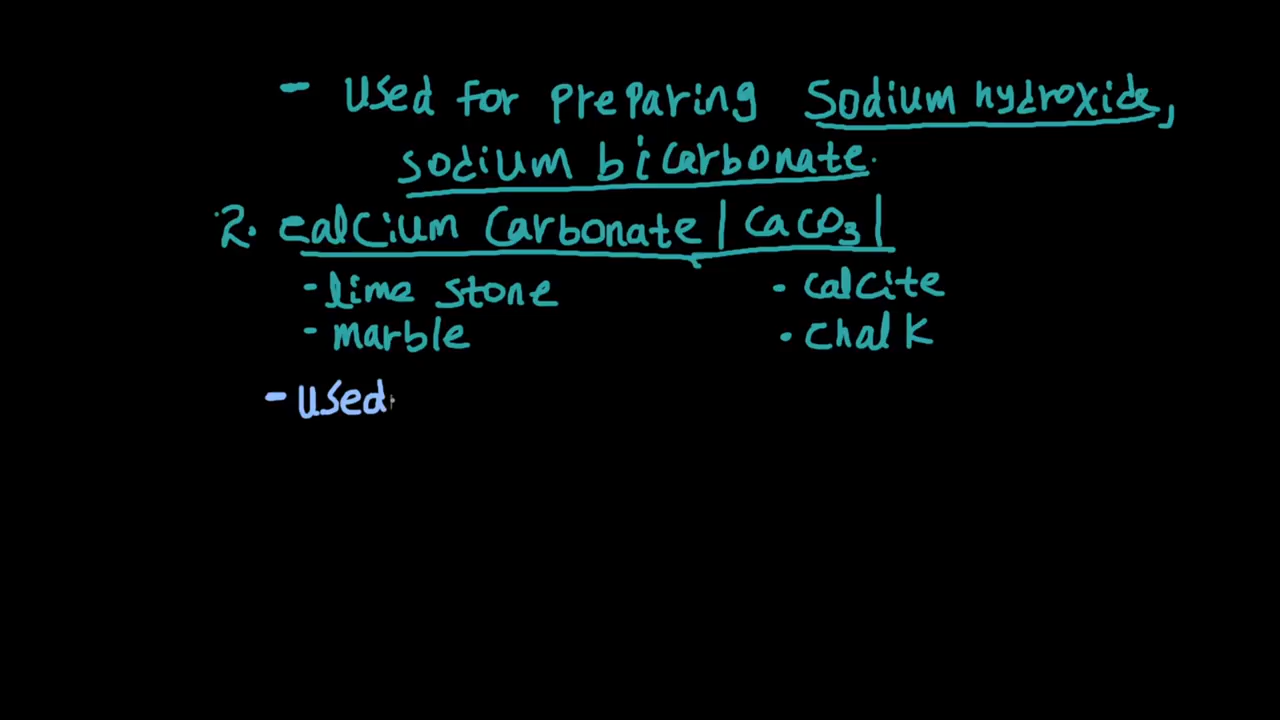 - Used for preparing Sodium hydroxide,
sodium bicarbonate.
2. Calcium Carbonate | CaCO3 |
- lime stone • Calcite
- marble • Chalk
- Used